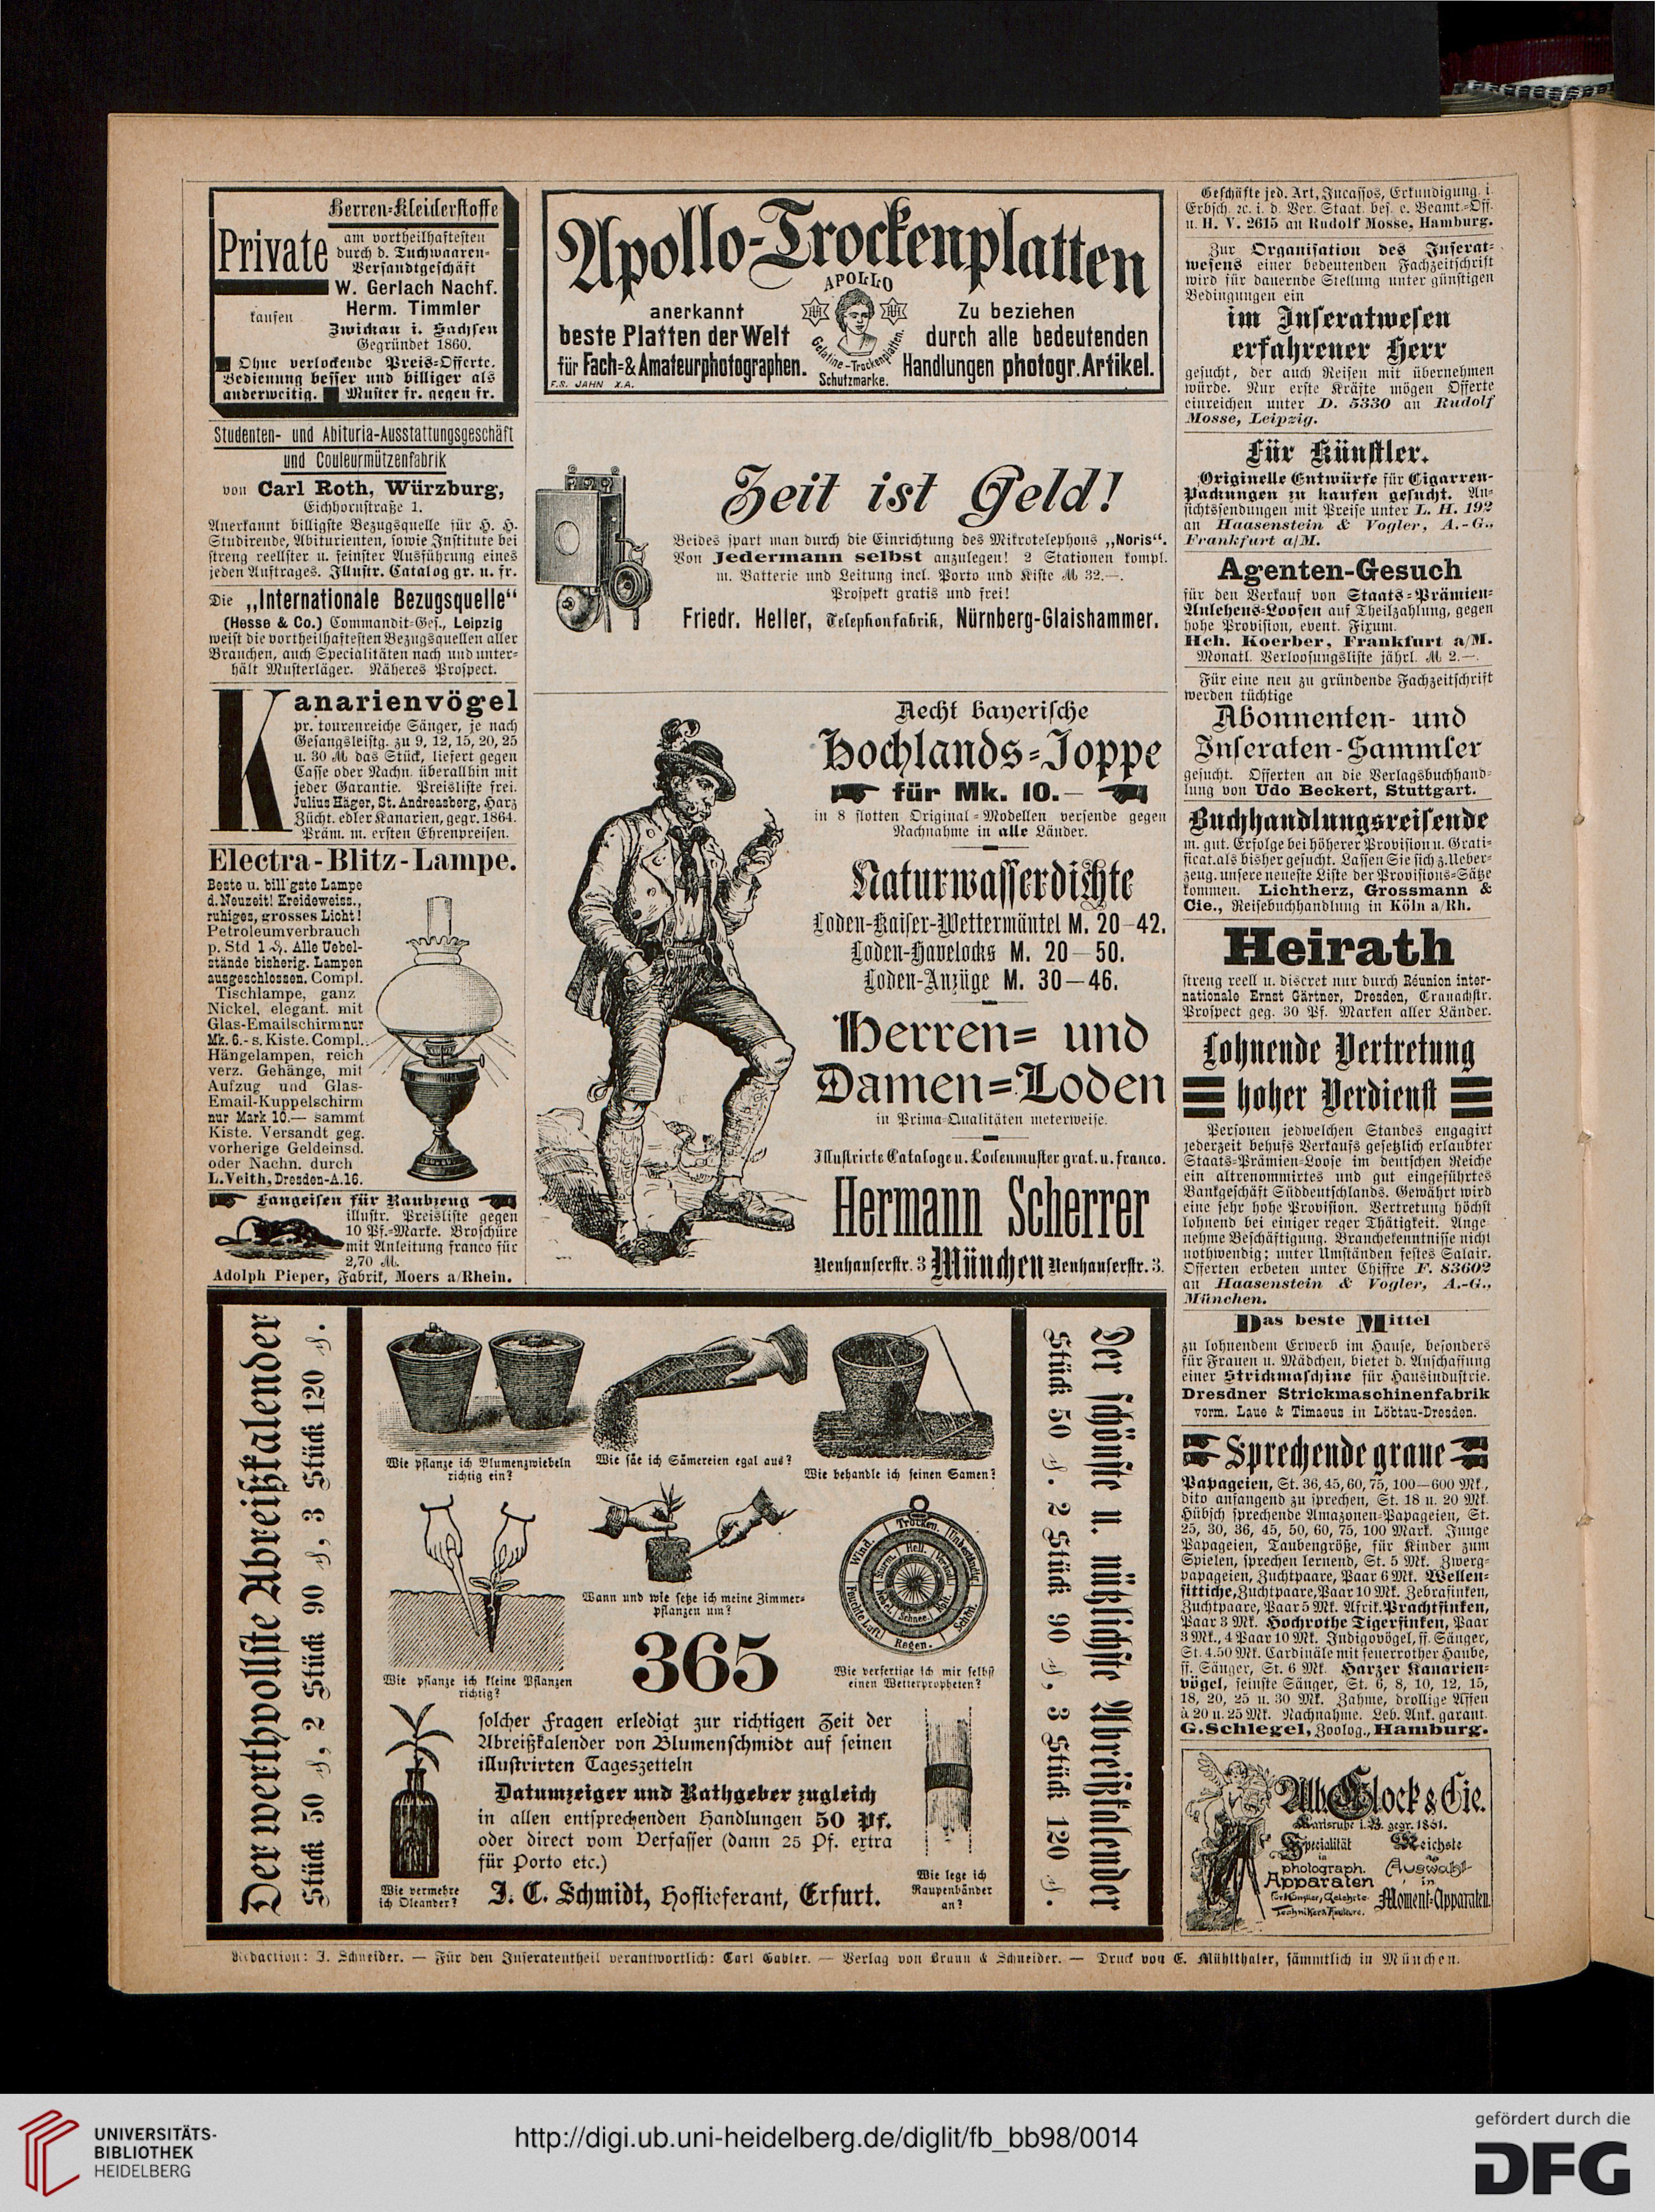 Herren-Kleiderstoffe
Private
am vortheilhaftesten
durch d. Tuchwaaren-
Versandtgeschäft
W. Gerlach Nachf.
kaufen
Herm. Timmler
Zwickau i. Sachsen
Gegründet 1860.
Ohne verlockende Preis-Offerte.
Bedienung besser und billiger als
anderweitig. Muster fr. gegen fr.
Studenten- und Abituria-Ausstattungsgeschäft
und Couleurmützenfabrik
von Carl Roth, Würzburg,
Eichhornstraße 1.
Anerkannt billigste Bezugsquelle für H. H.
Studirende, Abiturienten, sowie Institute bei
streng reellster u. feinster Ausführung eines
jeden Auftrages. Illustr. Catalog gr. u. fr.
Die „Internationale Bezugsquelle“
(Hesse & Co.) Commandit-Ges., Leipzig
weist die vortheilhaftesten Bezugsquellen aller
Branchen, auch Specialitäten nach und unter-
hält Musterläger. Näheres Prospect.
Kanarienvögel
pr. tourenreiche Sänger, je nach
Gesangsleistg. zu 9, 12, 15, 20, 25
u. 30 M das Stück, liefert gegen
Casse oder Nachn. überallhin mit
jeder Garantie. Preisliste frei.
Julius Häger, St. Andreasberg, Harz
Zücht. edler Kanarien, gegr. 1864.
Präm. m. ersten Ehrenpreisen.
Electra-Blitz-Lampe.
Beste u. bill'gste Lampe
d. Neuzeit! Kreideweiss.,
ruhiges, grosses Licht!
Petroleumverbrauch
p. Std 1 ₰. Alle Uebel-
stände bisherig. Lampen
ausgeschlossen. Compl.
Tischlampe, ganz
Nickel, elegant. mit
Glas-Emailschirm nur
Mk. 6.- s. Kiste. Compl.
Hängelampen, reich
verz. Gehänge, mit
Aufzug und Glas-
Email-Kuppelschirm
nur Mark 10.— sammt
Kiste. Versandt geg.
vorherige Geldeinsd.
oder Nachn. durch
L. Veith, Dresden-A.16.
Fangeisen für Raubzeug
illustr. Preisliste gegen
10 Pf.-Marke. Broschüre
mit Anleitung franco für
2,70 M.
Adolph Pieper, Fabrik, Moers a/Rhein.
Apollo-Trockenplatten
APOLLO
anerkannt
beste Platten der Welt
für Fach-& Amateurphotographen.
F.S. JAHN X.A.
Gelatine-Trockenplatten.
Schutzmarke.
Zu beziehen
durch alle bedeutenden
Handlungen photogr. Artikel.
Zeit ist Geld!
Beides spart man durch die Einrichtung des Mikrotelephons „Noris“.
Von Jedermann selbst anzulegen! 2 Stationen kompl.
m. Batterie und Leitung incl. Porto und Kiste M 32.—.
Prospekt gratis und frei!
Friedr. Heller, Telephonfabrik, Nürnberg-Glaishammer.
Aecht bayerische
Hochlands-Joppe
für Mk. 10.—
in 8 flotten Original-Modellen versende gegen
Nachnahme in alle Länder.
Naturwasserdichte
Loden-Kaiser-Wettermäntel M. 20-42.
Loden-Havelocks M. 20—50.
Loden-Anzüge M. 30—46.
Herren- und
Damen-Loden
in Prima-Qualitäten meterweise.
Illustrirte Cataloge u. Lodenmuster grat. u. franco.
Hermann Scherrer
Neuhauserstr. 3 München Neuhauserstr. 3.
Der werthvollste Abreißkalender
Stück 50 ₰, 2 Stück 90 ₰, 3 Stück 120 ₰.
Wie pflanze ich Blumenzwiebeln
richtig ein?
Wie säe ich Sämereien egal aus?
Wie behandle ich feinen Samen?
Wie pflanze ich kleine Pflanzen
richtig?
Wann und wie setze ich meine Zimmer-
pflanzen um?
Trocken. Unbeständig Schön. Regen. Feuchte Luft Wind.
Hell. Kalt. Schnee. Nebel. Sturm.
Wie verfertige ich mir selbst
einen Wetterpropheten?
365
solcher Fragen erledigt zur richtigen Zeit der
Abreißkalender von Blumenschmidt auf seinen
illustrirten Tageszetteln
Datumzeiger und Rathgeber zugleich
in allen entsprechenden Handlungen 50 Pf.
oder direct vom Verfasser (dann 25 Pf. extra
für Porto etc.)
J. C. Schmidt, Hoflieferant, Erfurt.
Wie vermehre
ich Oleander?
Wie lege ich
Raupenbänder
an?
Der schönste u. nützlichste Abreißkalender
Stück 50 ₰. 2 Stück 90 ₰, 3 Stück 120 ₰.
Geschäfte jed. Art, Incassos, Erkundigung. i.
Erbsch. 2c. i. d. Ver. Staat. bes. e. Beamt.-Off.
u. H. V. 2615 an Rudolf Mosse, Hamburg.
Zur Organisation des Inserat-
wesens einer bedeutenden Fachzeitschrift
wird für dauernde Stellung unter günstigen
Bedingungen ein
im Inseratwesen
erfahrener Herr
gesucht, der auch Reisen mit übernehmen
würde. Nur erste Kräfte mögen Offerte
einreichen unter D. 5330 an Rudolf
Mosse, Leipzig.
Für Künstler.
Originelle Entwürfe für Cigarren-
Packungen zu kaufen gesucht. An-
sichtssendungen mit Preise unter L. H. 192
an Haasenstein & Vogler, A.-G.,
Frankfurt a/M.
Agenten-Gesuch
für den Verkauf von Staats-Prämien-
Anlehens-Loosen auf Theilzahlung, gegen
hohe Provision, event. Fixum.
Hch. Koerber, Frankfurt a/M.
Monatl. Verloosungsliste jährl. M 2.—.
Für eine neu zu gründende Fachzeitschrift
werden tüchtige
Abonnenten- und
Inseraten-Sammler
gesucht. Offerten an die Verlagsbuchhand-
lung von Udo Beckert, Stuttgart.
Buchhandlungsreisende
m. gut. Erfolge bei höherer Provision u. Grati-
ficat. als bisher gesucht. Lassen Sie sich z. Ueber-
zeug. unsere neueste Liste der Provisions-Sätze
kommen. Lichtherz, Grossmann &
Cie., Reisebuchhandlung in Köln a/Rh.
Heirath
streng reell u. discret nur durch Réunion inter-
nationale Ernst Gärtner, Dresden, Cranachstr.
Prospect geg. 30 Pf. Marken aller Länder.
Lohnende Vertretung
hoher Verdienst
Personen jedwelchen Standes engagirt
jederzeit behufs Verkaufs gesetzlich erlaubter
Staats-Prämien-Loose im deutschen Reiche
ein altrenommirtes und gut eingeführtes
Bankgeschäft Süddeutschlands. Gewährt wird
eine sehr hohe Provision. Vertretung höchst
lohnend bei einiger reger Thätigkeit. Ange-
nehme Beschäftigung. Branchekenntnisse nicht
nothwendig; unter Umständen festes Salair.
Offerten erbeten unter Chiffre F. 83602
an Haasenstein & Vogler, A.-G.,
München.
Das beste Mittel
zu lohnendem Erwerb im Hause, besonders
für Frauen u. Mädchen, bietet d. Anschaffung
einer Strickmaschine für Hausindustrie.
Dresdner Strickmaschinenfabrik
vorm. Laue & Timaeus in Löbtau-Dresden.
Sprechende graue
Papageien, St. 36, 45, 60, 75, 100—600 Mk.,
dito anfangend zu sprechen, St. 18 u. 20 Mk.
Hübsch sprechende Amazonen-Papageien, St.
25, 30, 36, 45, 50, 60, 75, 100 Mark. Junge
Papageien, Taubengröße, für Kinder zum
Spielen, sprechen lernend, St. 5 Mk. Zwerg-
papageien, Zuchtpaare, Paar 6 Mk. Wellen-
sittiche, Zuchtpaare, Paar 10 Mk. Zebrafinken,
Zuchtpaare, Paar 5 Mk. Afrik. Prachtfinken,
Paar 3 Mk. Hochrothe Tigerfinken, Paar
3 Mk., 4 Paar 10 Mk. Indigovögel, ff. Sänger,
St. 4.50 Mk. Cardinäle mit feuerrother Haube,
ff. Sänger, St. 6 Mk. Harzer Kanarien-
vögel, feinste Sänger, St. 6, 8, 10, 12, 15,
18, 20, 25 u. 30 Mk. Zahme, drollige Affen
à 20 u. 25 Mk. Nachnahme. Leb. Ank. garant.
G. Schlegel, Zoolog., Hamburg.
Alb. Glock & Cie.
Karlsruhe i. B. gegr. 1861.
Specialität
in
photograph.
Apparaten
für Künstler, Gelehrte
Techniker
Reichste
Auswahl
in
Moment-Apparaten.
Redaction: J. Schneider. — Für den Inseratentheil verantwortlich: Carl Gabler. — Verlag von Braun & Schneider. — Druck von E. Mühlthaler, sämmtlich in München.
UNIVERSITÄTS-
BIBLIOTHEK
HEIDELBERG
http://digi.ub.uni-heidelberg.de/diglit/fb_bb98/0014
gefördert durch die
DFG